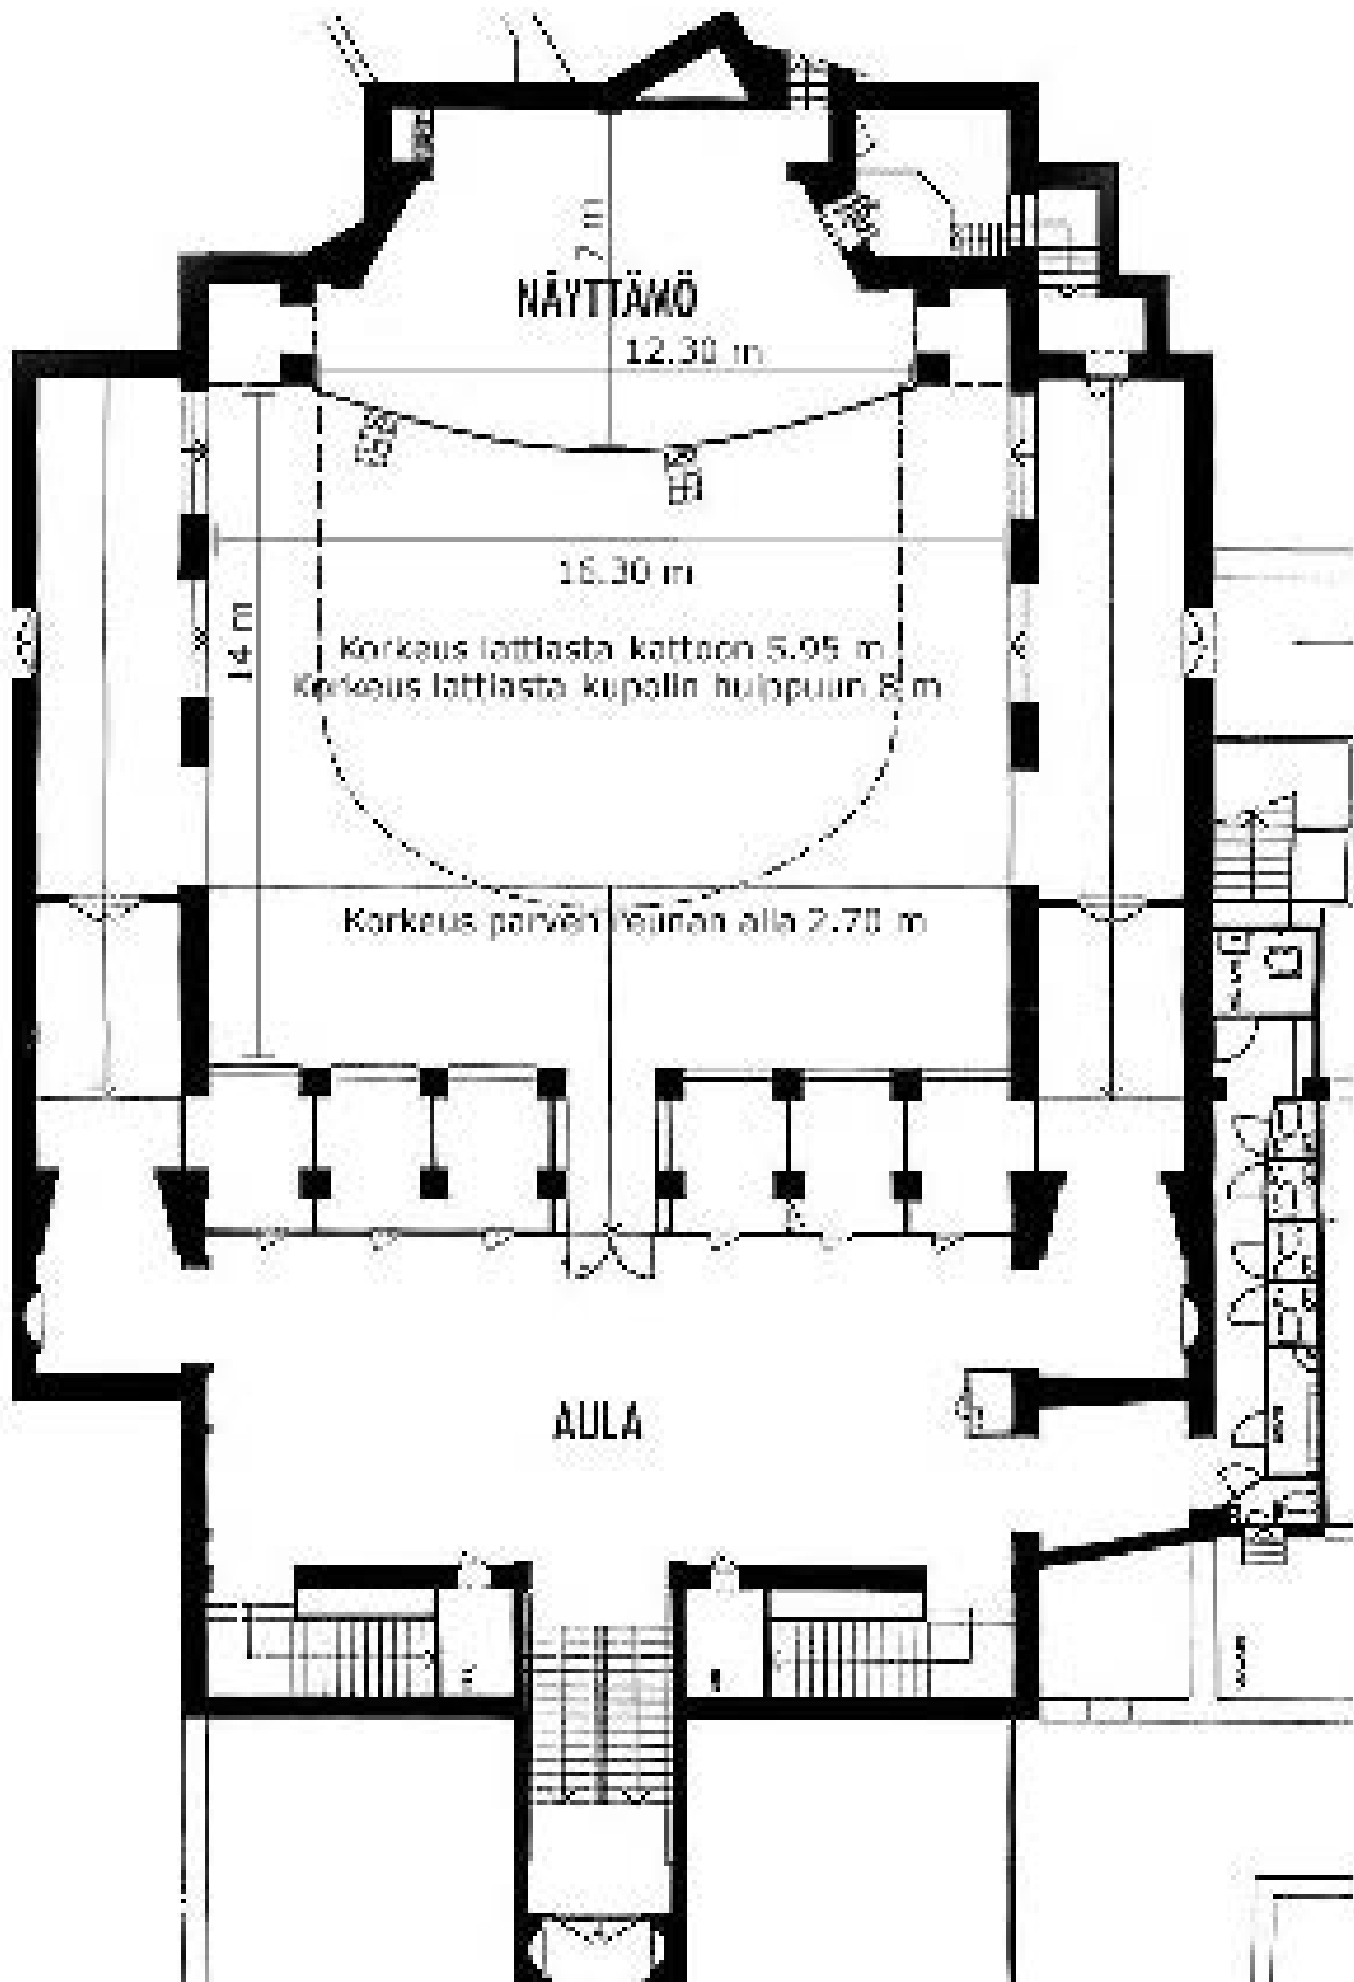 7 m
NÄYTTÄMÖ
12.30 m
16.30 m
14 m
Korkeus lattiasta kattoon 5.95 m
Korkeus lattiasta kupolin huippuun 8 m
Korkeus parven reunan alla 2.70 m
AULA